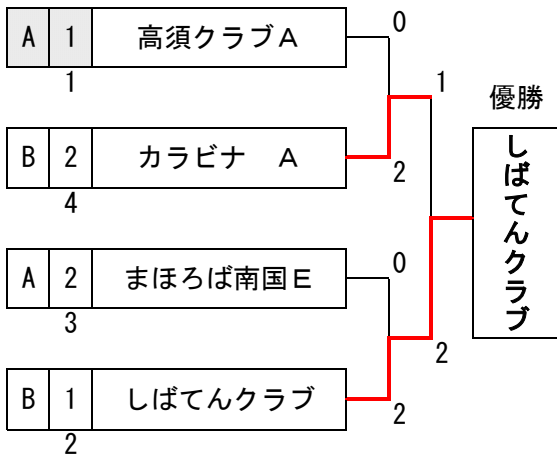 A 1 高須クラブA 0
1
1
優勝
B 2 カラビナ A 2
4
しばてんクラブ
A 2 まほろば南国E 0
3
2
B 1 しばてんクラブ 2
2